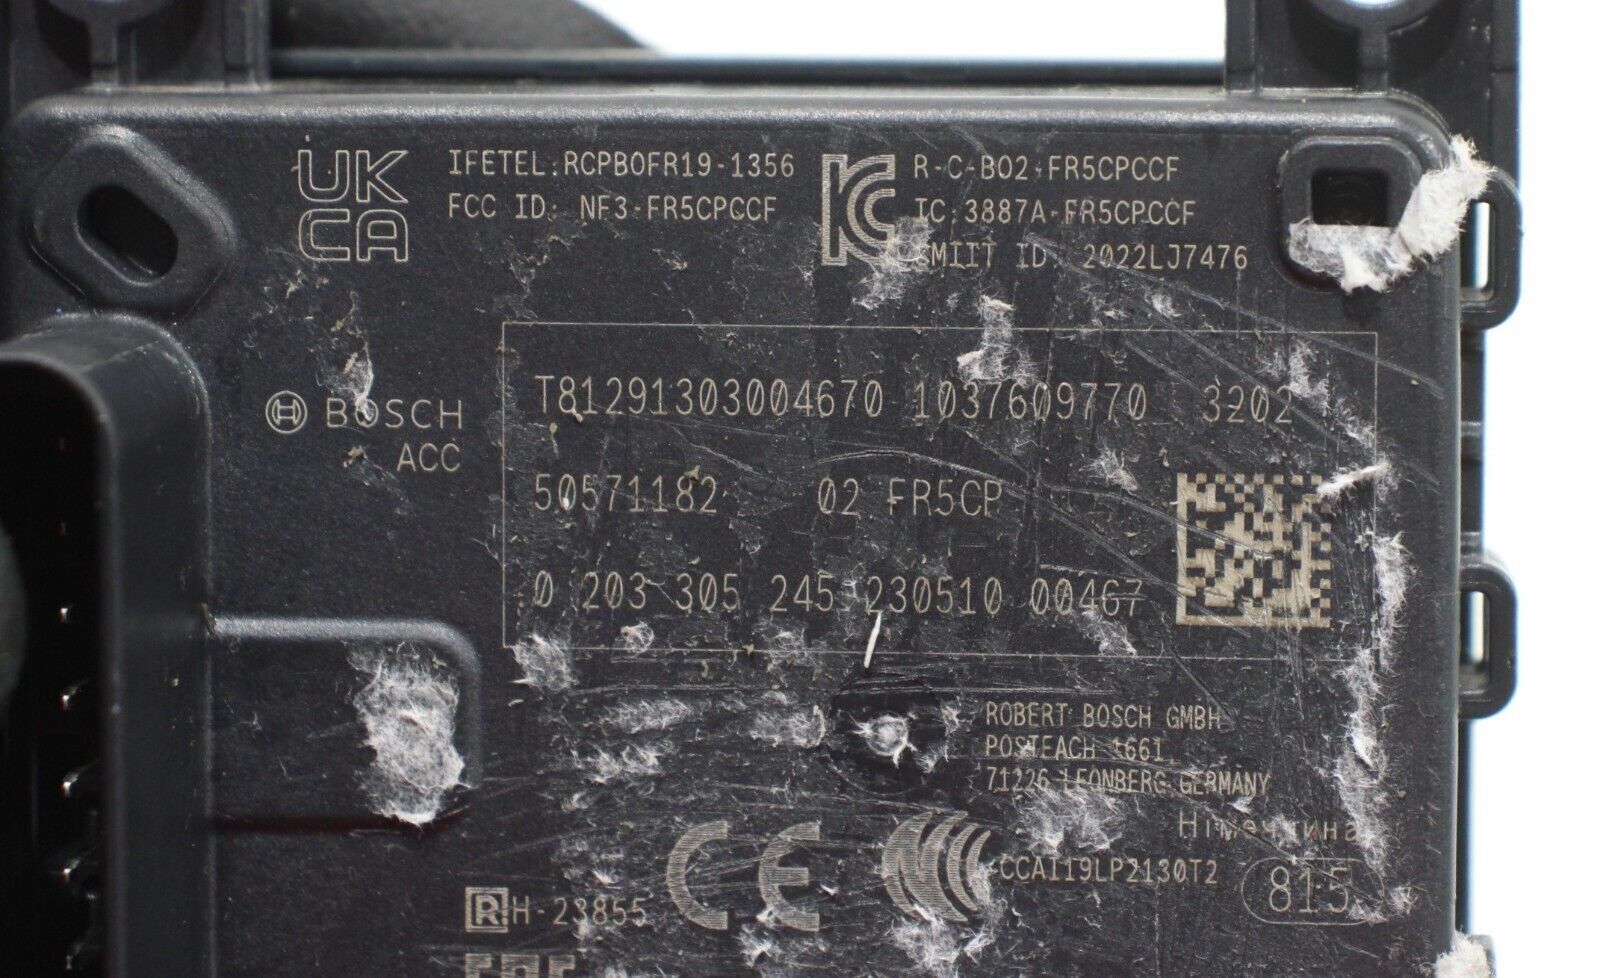 UK
CA
IFETEL: RCPBOFR19-1356
FCC ID: NF3-FR5CPCCF
R-C-BO2-FR5CPCCF
IC:3887A-FR5CPCCF
CMIIT ID: 2022LJ7476
BOSCH
ACC
T81291303004670 1037609770 3202
50571182 02 FR5CP
0 203 305 245 230510 00467
ROBERT BOSCH GMBH
POSTFACH 1661
71226 LEONBERG GERMANY
Німеччина
CE
CCAI19LP2130T2
815
R H-23855